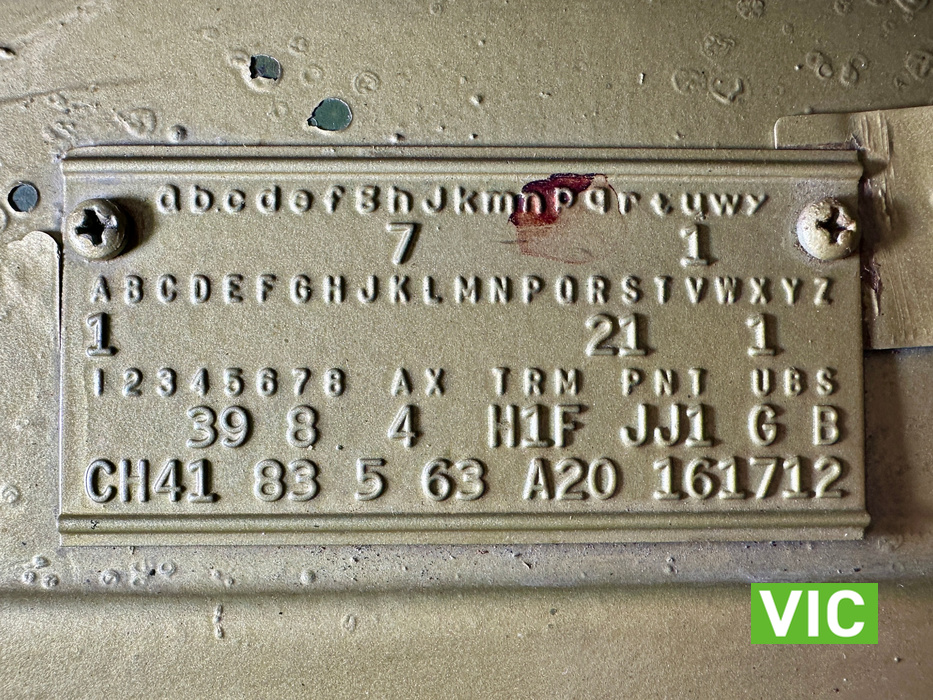 abcdefghJkmnpqrtuwy
7 1
ABCDEFGHJKLMNPQRSTVWXYZ
1 21 1
12345678 AX TRM PNT UBS
39 8 4 H1F JJ1 G B
CH41 83 5 63 A20 161712
VIC